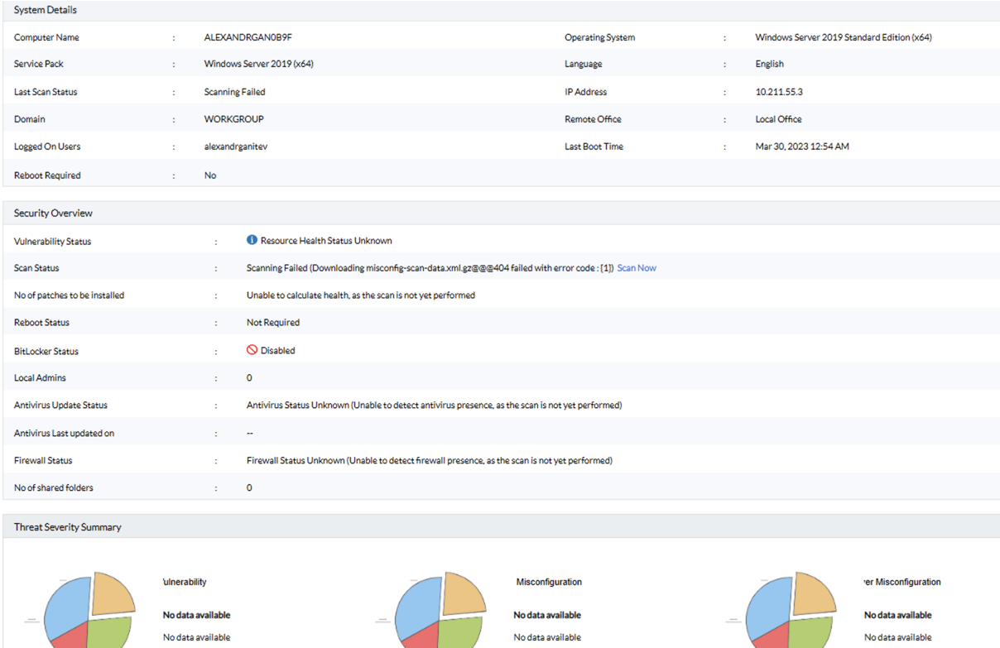 System Details
Computer Name : ALEXANDRGAN0B9F Operating System : Windows Server 2019 Standard Edition (x64)
Service Pack : Windows Server 2019 (x64) Language : English
Last Scan Status : Scanning Failed IP Address : 10.211.55.3
Domain : WORKGROUP Remote Office : Local Office
Logged On Users : alexandrganitev Last Boot Time : Mar 30, 2023 12:54 AM
Reboot Required : No
Security Overview
Vulnerability Status : Resource Health Status Unknown
Scan Status : Scanning Failed (Downloading misconfig-scan-data.xml.gz@@@404 failed with error code : {1}) Scan Now
No of patches to be installed : Unable to calculate health, as the scan is not yet performed
Reboot Status : Not Required
BitLocker Status : Disabled
Local Admins : 0
Antivirus Update Status : Antivirus Status Unknown (Unable to detect antivirus presence, as the scan is not yet performed)
Antivirus Last updated on : --
Firewall Status : Firewall Status Unknown (Unable to detect firewall presence, as the scan is not yet performed)
No of shared folders : 0
Threat Severity Summary
ulnerability Misconfiguration er Misconfiguration
No data available No data available No data available
No data available No data available No data available